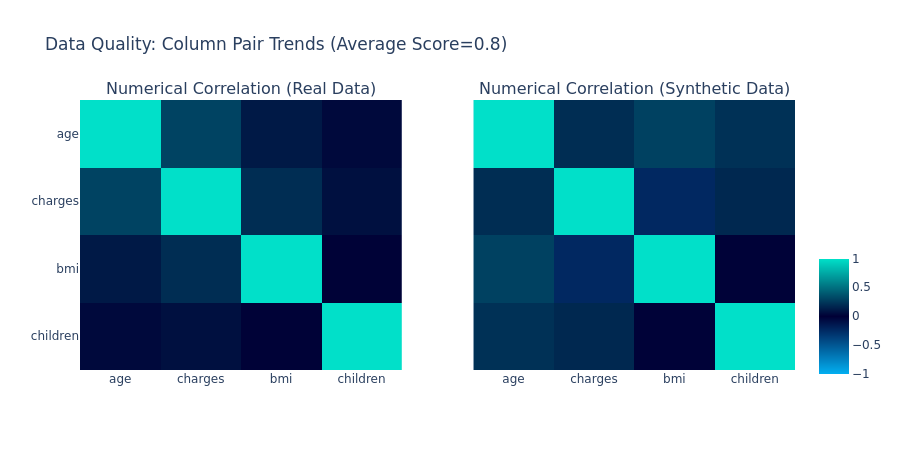 Data Quality: Column Pair Trends (Average Score=0.8)
Numerical Correlation (Real Data)
Numerical Correlation (Synthetic Data)
age
charges
bmi
children
age
charges
bmi
children
age
charges
bmi
children
1
0.5
0
−0.5
−1